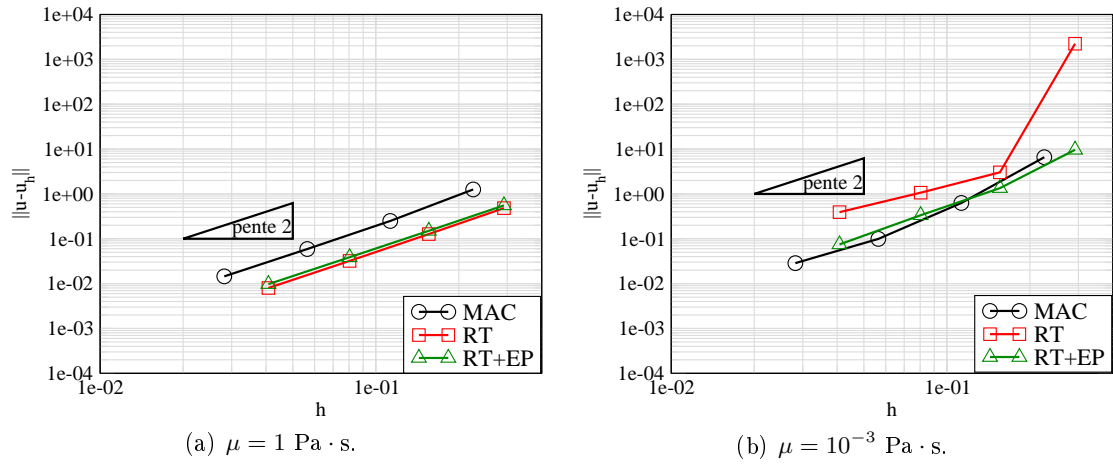 1e+04
1e+03
1e+02
1e+01
1e+00
1e-01
1e-02
1e-03
1e-04
||u-u_h||
pente 2
MAC
RT
RT+EP
1e-02
1e-01
h
(a) μ = 1 Pa · s.
1e+04
1e+03
1e+02
1e+01
1e+00
1e-01
1e-02
1e-03
1e-04
||u-u_h||
pente 2
MAC
RT
RT+EP
1e-02
1e-01
h
(b) μ = 10⁻³ Pa · s.